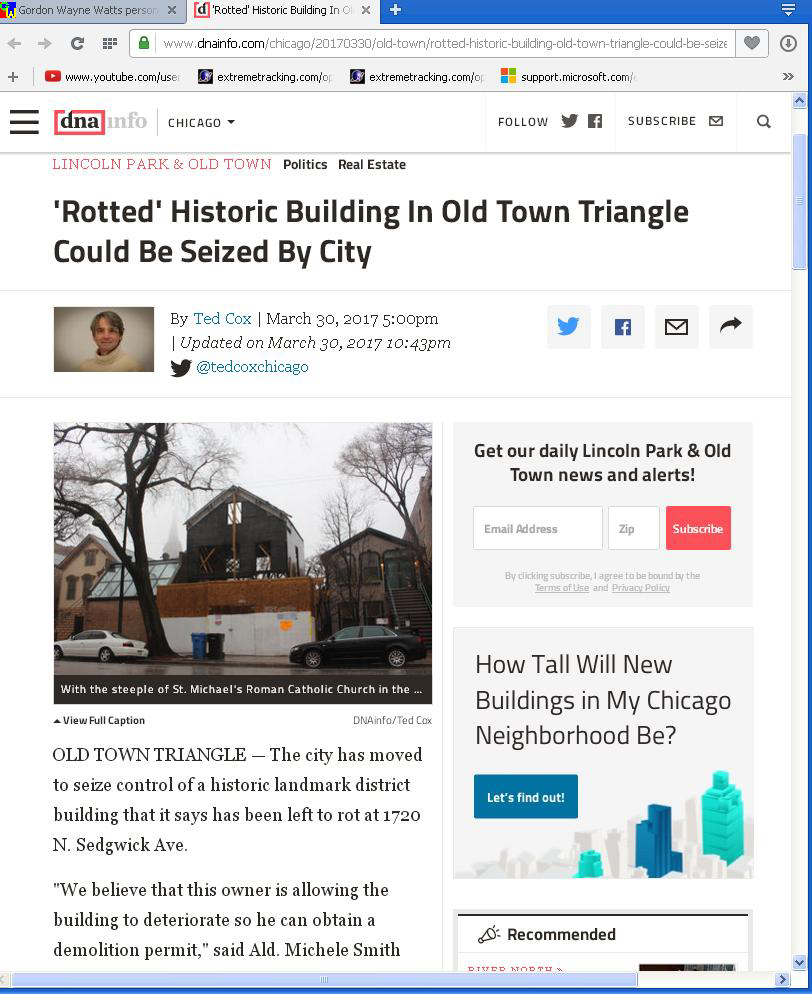 Gordon Wayne Watts person
'Rotted' Historic Building In Ol
www.dnainfo.com/chicago/20170330/old-town/rotted-historic-building-old-town-triangle-could-be-seize
www.youtube.com/user
extremetracking.com/op
extremetracking.com/op
support.microsoft.com/
dnainfo
CHICAGO
FOLLOW
SUBSCRIBE
LINCOLN PARK & OLD TOWN Politics Real Estate
'Rotted' Historic Building In Old Town Triangle
Could Be Seized By City
By Ted Cox | March 30, 2017 5:00pm
| Updated on March 30, 2017 10:43pm
@tedcoxchicago
With the steeple of St. Michael's Roman Catholic Church in the ...
View Full Caption
DNAinfo/Ted Cox
OLD TOWN TRIANGLE — The city has moved
to seize control of a historic landmark district
building that it says has been left to rot at 1720
N. Sedgwick Ave.
"We believe that this owner is allowing the
building to deteriorate so he can obtain a
demolition permit," said Ald. Michele Smith
Get our daily Lincoln Park & Old
Town news and alerts!
Email Address
Zip
Subscribe
By clicking subscribe, I agree to be bound by the
Terms of Use and Privacy Policy
How Tall Will New
Buildings in My Chicago
Neighborhood Be?
Let's find out!
Recommended
RIVER NORTH »